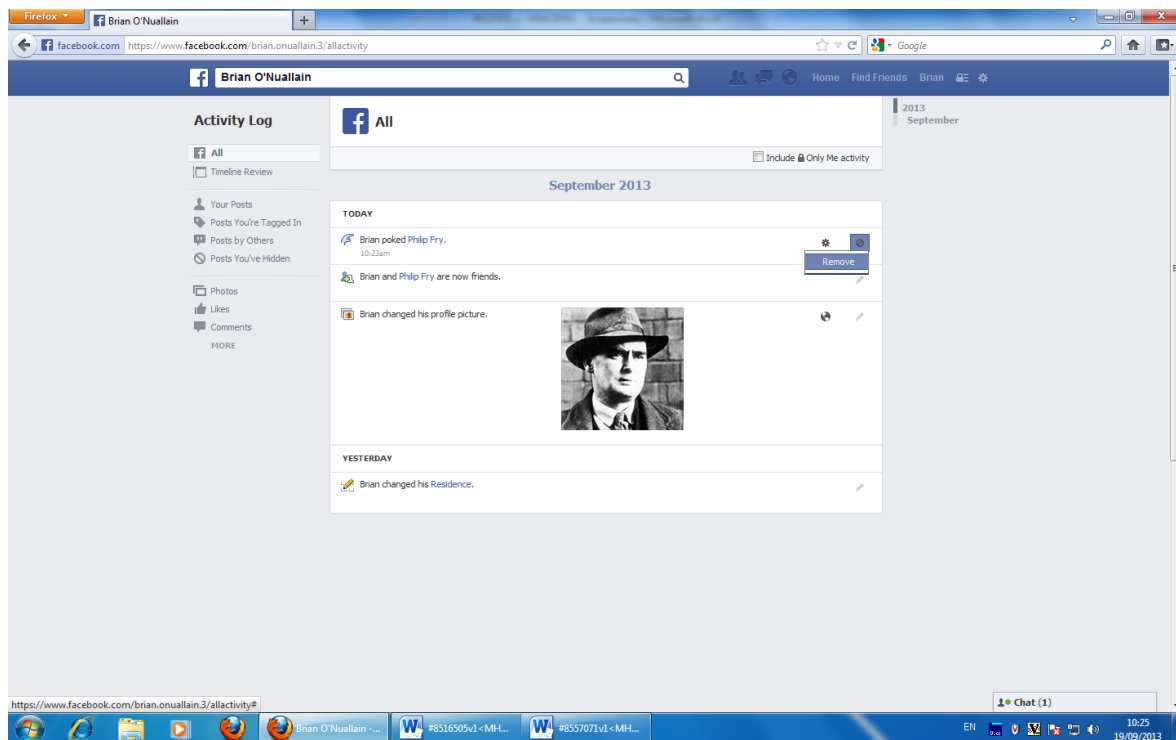 Firefox
Brian O'Nuallain
facebook.com https://www.facebook.com/brian.onuallain.3/allactivity
Google
Brian O'Nuallain
Home Find Friends Brian
Activity Log
All
Timeline Review
Your Posts
Posts You're Tagged In
Posts by Others
Posts You've Hidden
Photos
Likes
Comments
MORE
All
Include Only Me activity
September 2013
TODAY
Brian poked Philip Fry.
10:23am
Remove
Brian and Philip Fry are now friends.
Brian changed his profile picture.
YESTERDAY
Brian changed his Residence.
2013
September
https://www.facebook.com/brian.onuallain.3/allactivity#
Chat (1)
Brian O'Nuallain -...
#8516505v1<MH...
#8557071v1<MH...
EN
10:25
19/09/2013